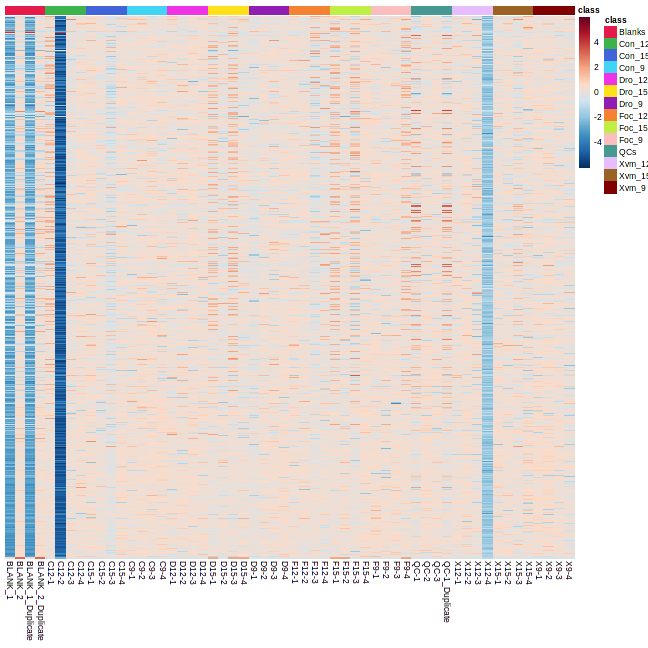 class
class
4
2
0
-2
-4
Blanks
Con_12
Con_15
Con_9
Dro_12
Dro_15
Dro_9
Foc_12
Foc_15
Foc_9
QCs
Xvm_12
Xvm_15
Xvm_9
BLANK_1
BLANK_2
BLANK_1_Duplicate
BLANK_2_Duplicate
C12-1
C12-2
C12-3
C12-4
C15-1
C15-2
C15-3
C15-4
C9-1
C9-2
C9-3
C9-4
D12-1
D12-2
D12-3
D12-4
D15-1
D15-2
D15-3
D15-4
D9-1
D9-2
D9-3
D9-4
F12-1
F12-2
F12-3
F12-4
F15-1
F15-2
F15-3
F15-4
F9-1
F9-2
F9-3
F9-4
QC-1
QC-2
QC-3
QC-1_Duplicate
X12-1
X12-2
X12-3
X12-4
X15-1
X15-2
X15-3
X15-4
X9-1
X9-2
X9-3
X9-4